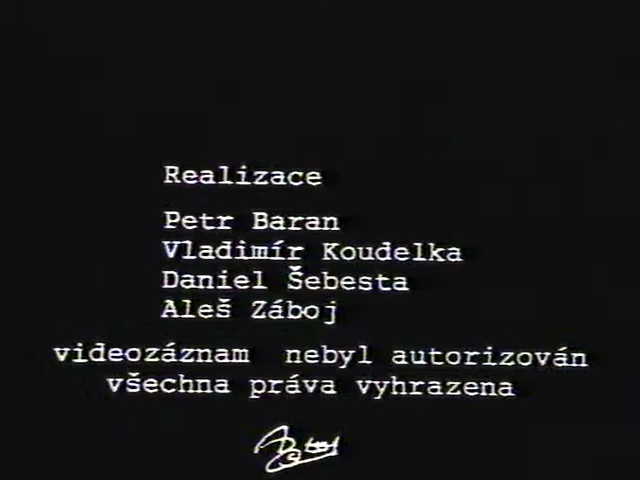 Realizace
Petr Baran
Vladimír Koudelka
Daniel Šebesta
Aleš Záboj
videozáznam nebyl autorizován
všechna práva vyhrazena